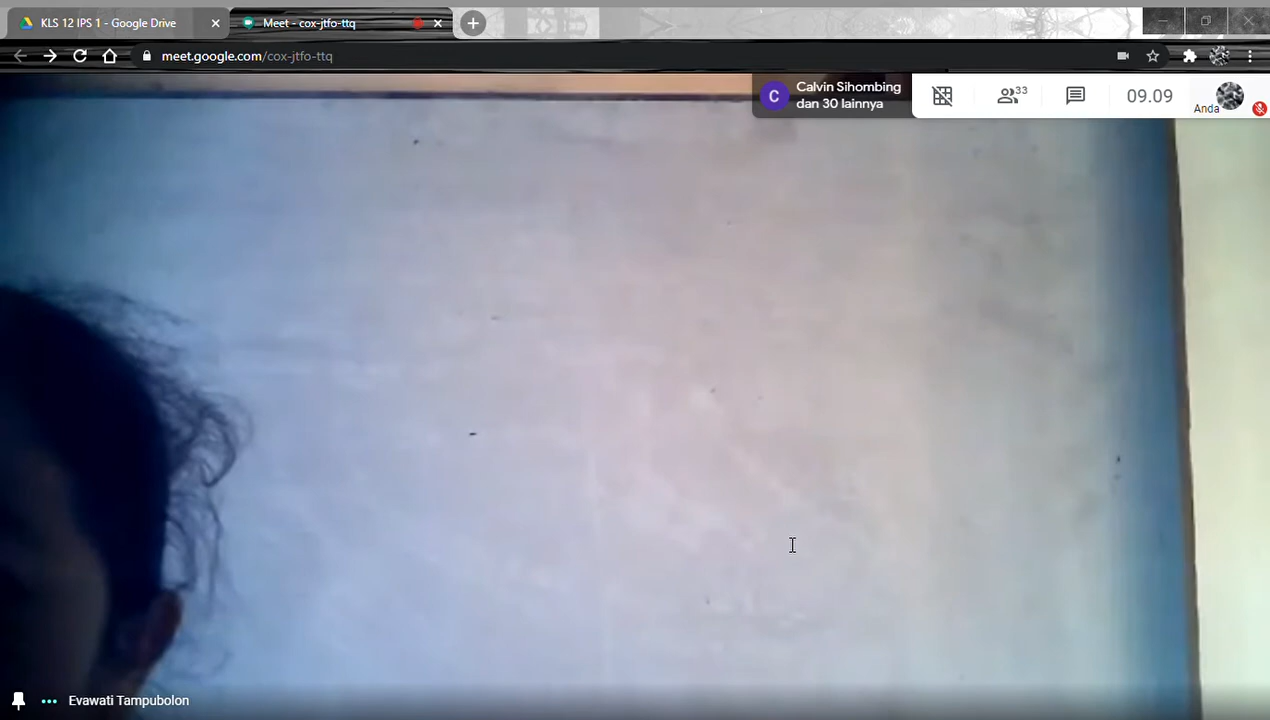 KLS 12 IPS 1 - Google Drive
Meet - cox-jtfo-ttq
meet.google.com/cox-jtfo-ttq
C
Calvin Sihombing
dan 30 lainnya
33
09.09
Anda
Evawati Tampubolon